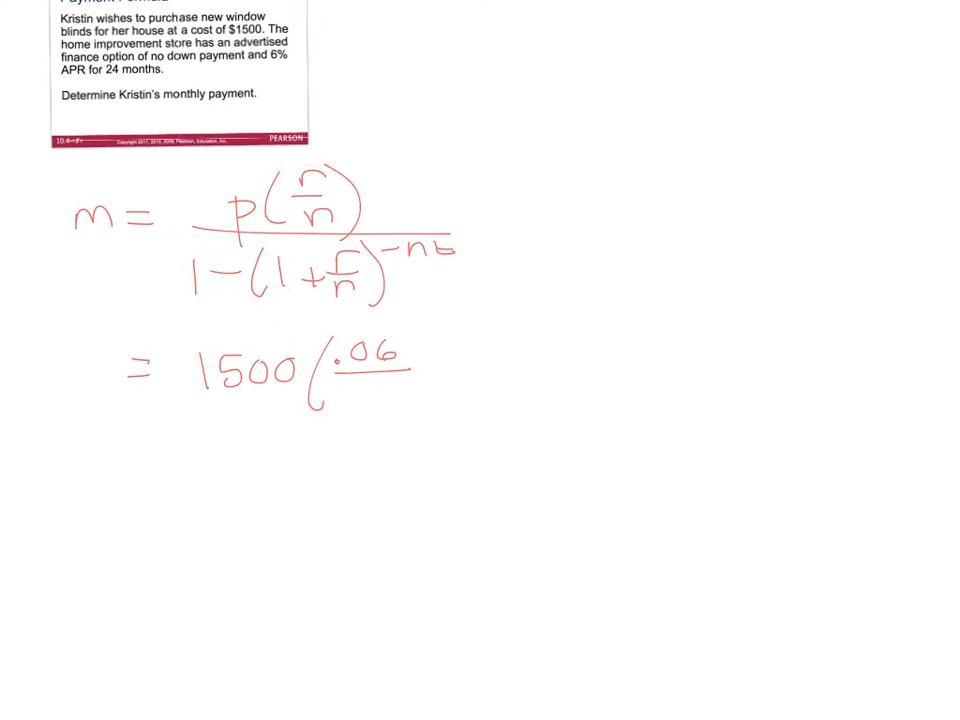 Payment Formula
Kristin wishes to purchase new window
blinds for her house at a cost of $1500. The
home improvement store has an advertised
finance option of no down payment and 6%
APR for 24 months.
Determine Kristin's monthly payment.
PEARSON
m = p(r/n) / 1-(1+r/n)^-nt
= 1500(.06